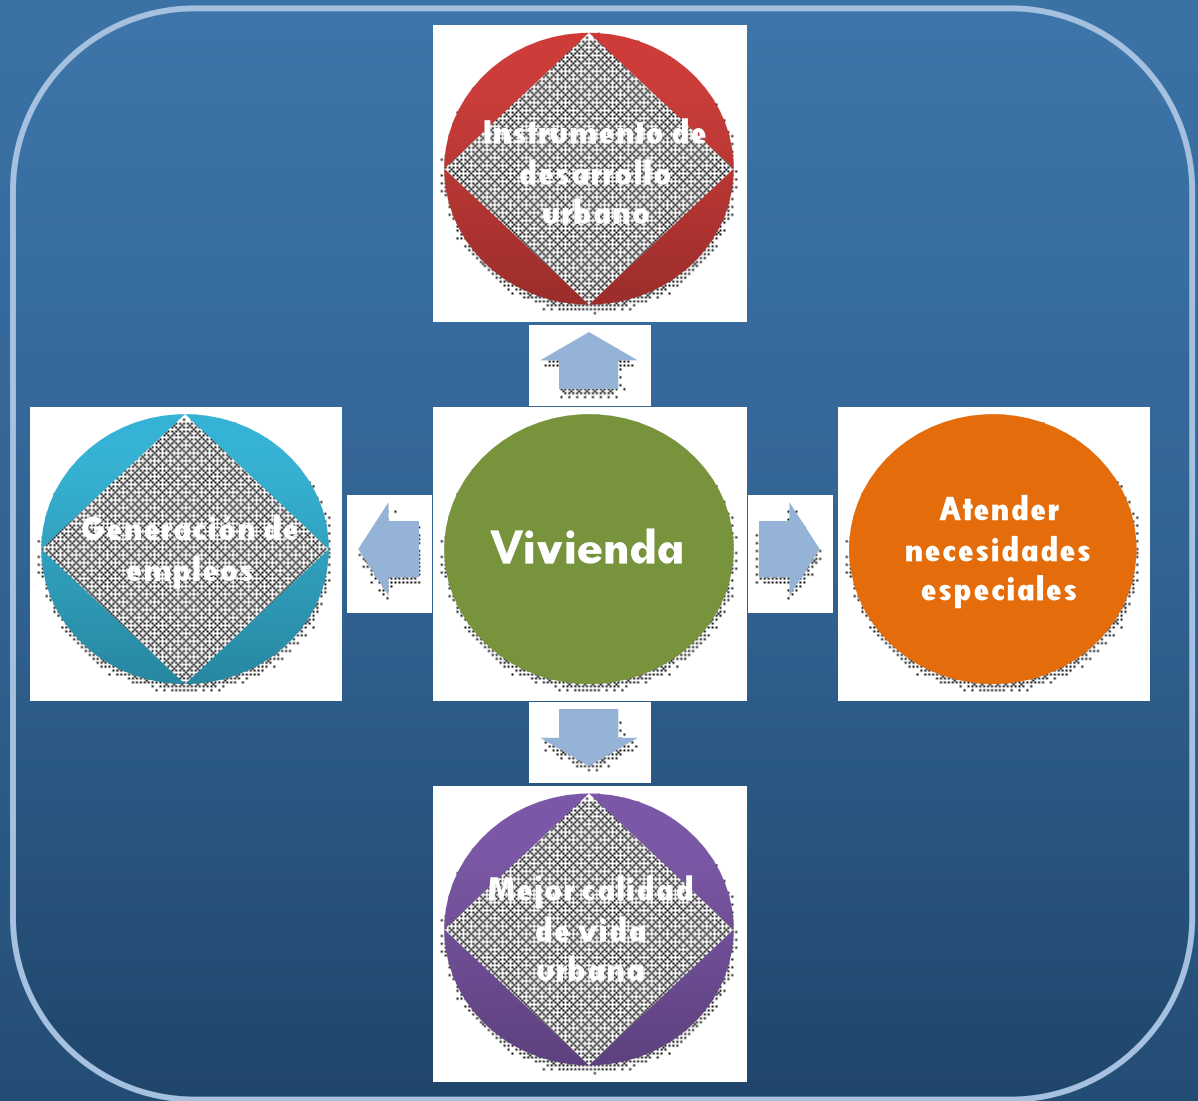 Instrumento de
desarrollo
urbano
Generación de
empleos
Vivienda
Atender
necesidades
especiales
Mejor calidad
de vida
urbana